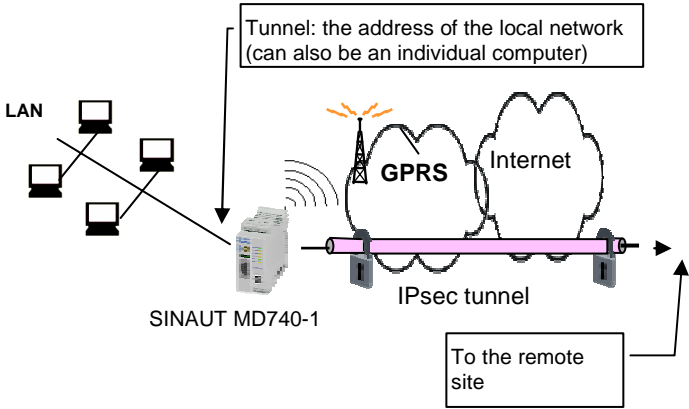 Tunnel: the address of the local network
(can also be an individual computer)
LAN
GPRS
Internet
IPsec tunnel
SINAUT MD740-1
To the remote
site